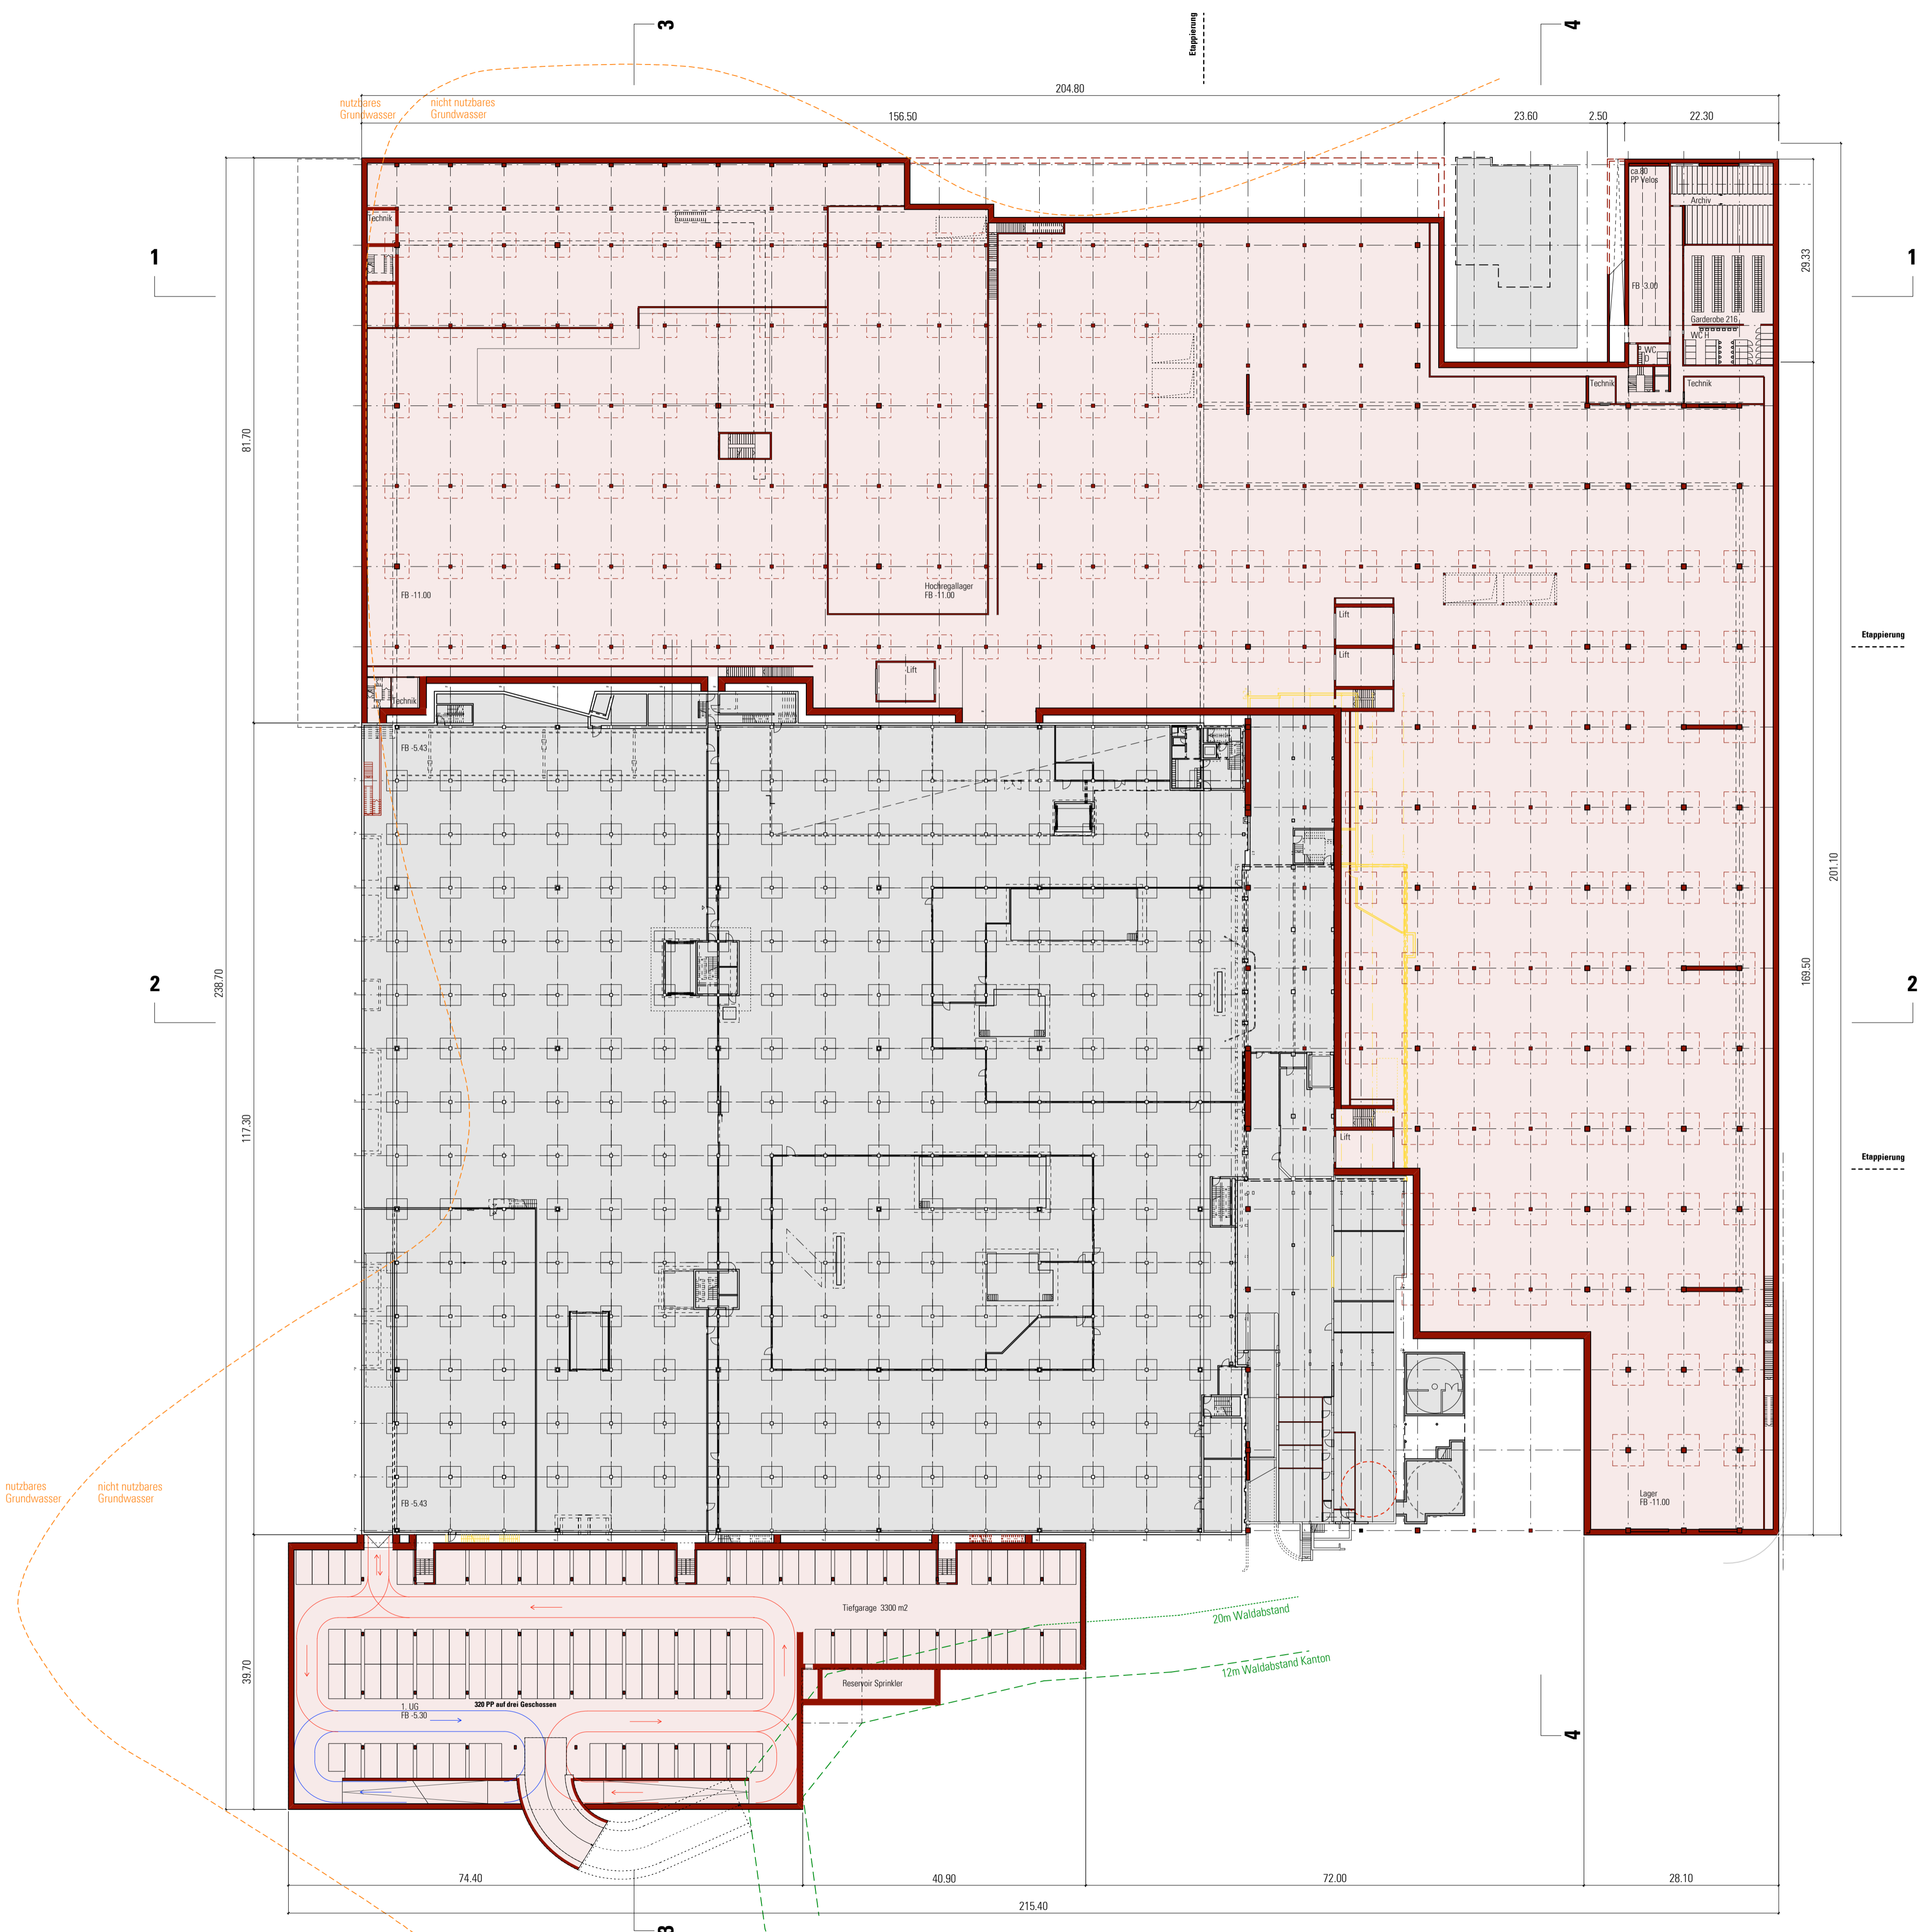 3
Etappierung
4
204.80
nutzbares
Grundwasser
nicht nutzbares
Grundwasser
156.50
23.60
2.50
22.30
ca.80
PP Velos
Archiv
Technik
1
1
29.33
FB -3.00
Garderobe 216
WC H
WC
D
Technik
Technik
81.70
FB -11.00
Hochregallager
FB -11.00
Lift
Etappierung
Lift
Lift
Technik
FB -5.43
201.10
2
2
238.70
169.50
117.30
Lift
Etappierung
nutzbares
Grundwasser
nicht nutzbares
Grundwasser
FB -5.43
Lager
FB -11.00
Tiefgarage 3300 m2
20m Waldabstand
12m Waldabstand Kanton
39.70
Reservoir Sprinkler
320 PP auf drei Geschossen
1. UG
FB -5.30
4
74.40
40.90
72.00
28.10
215.40
3